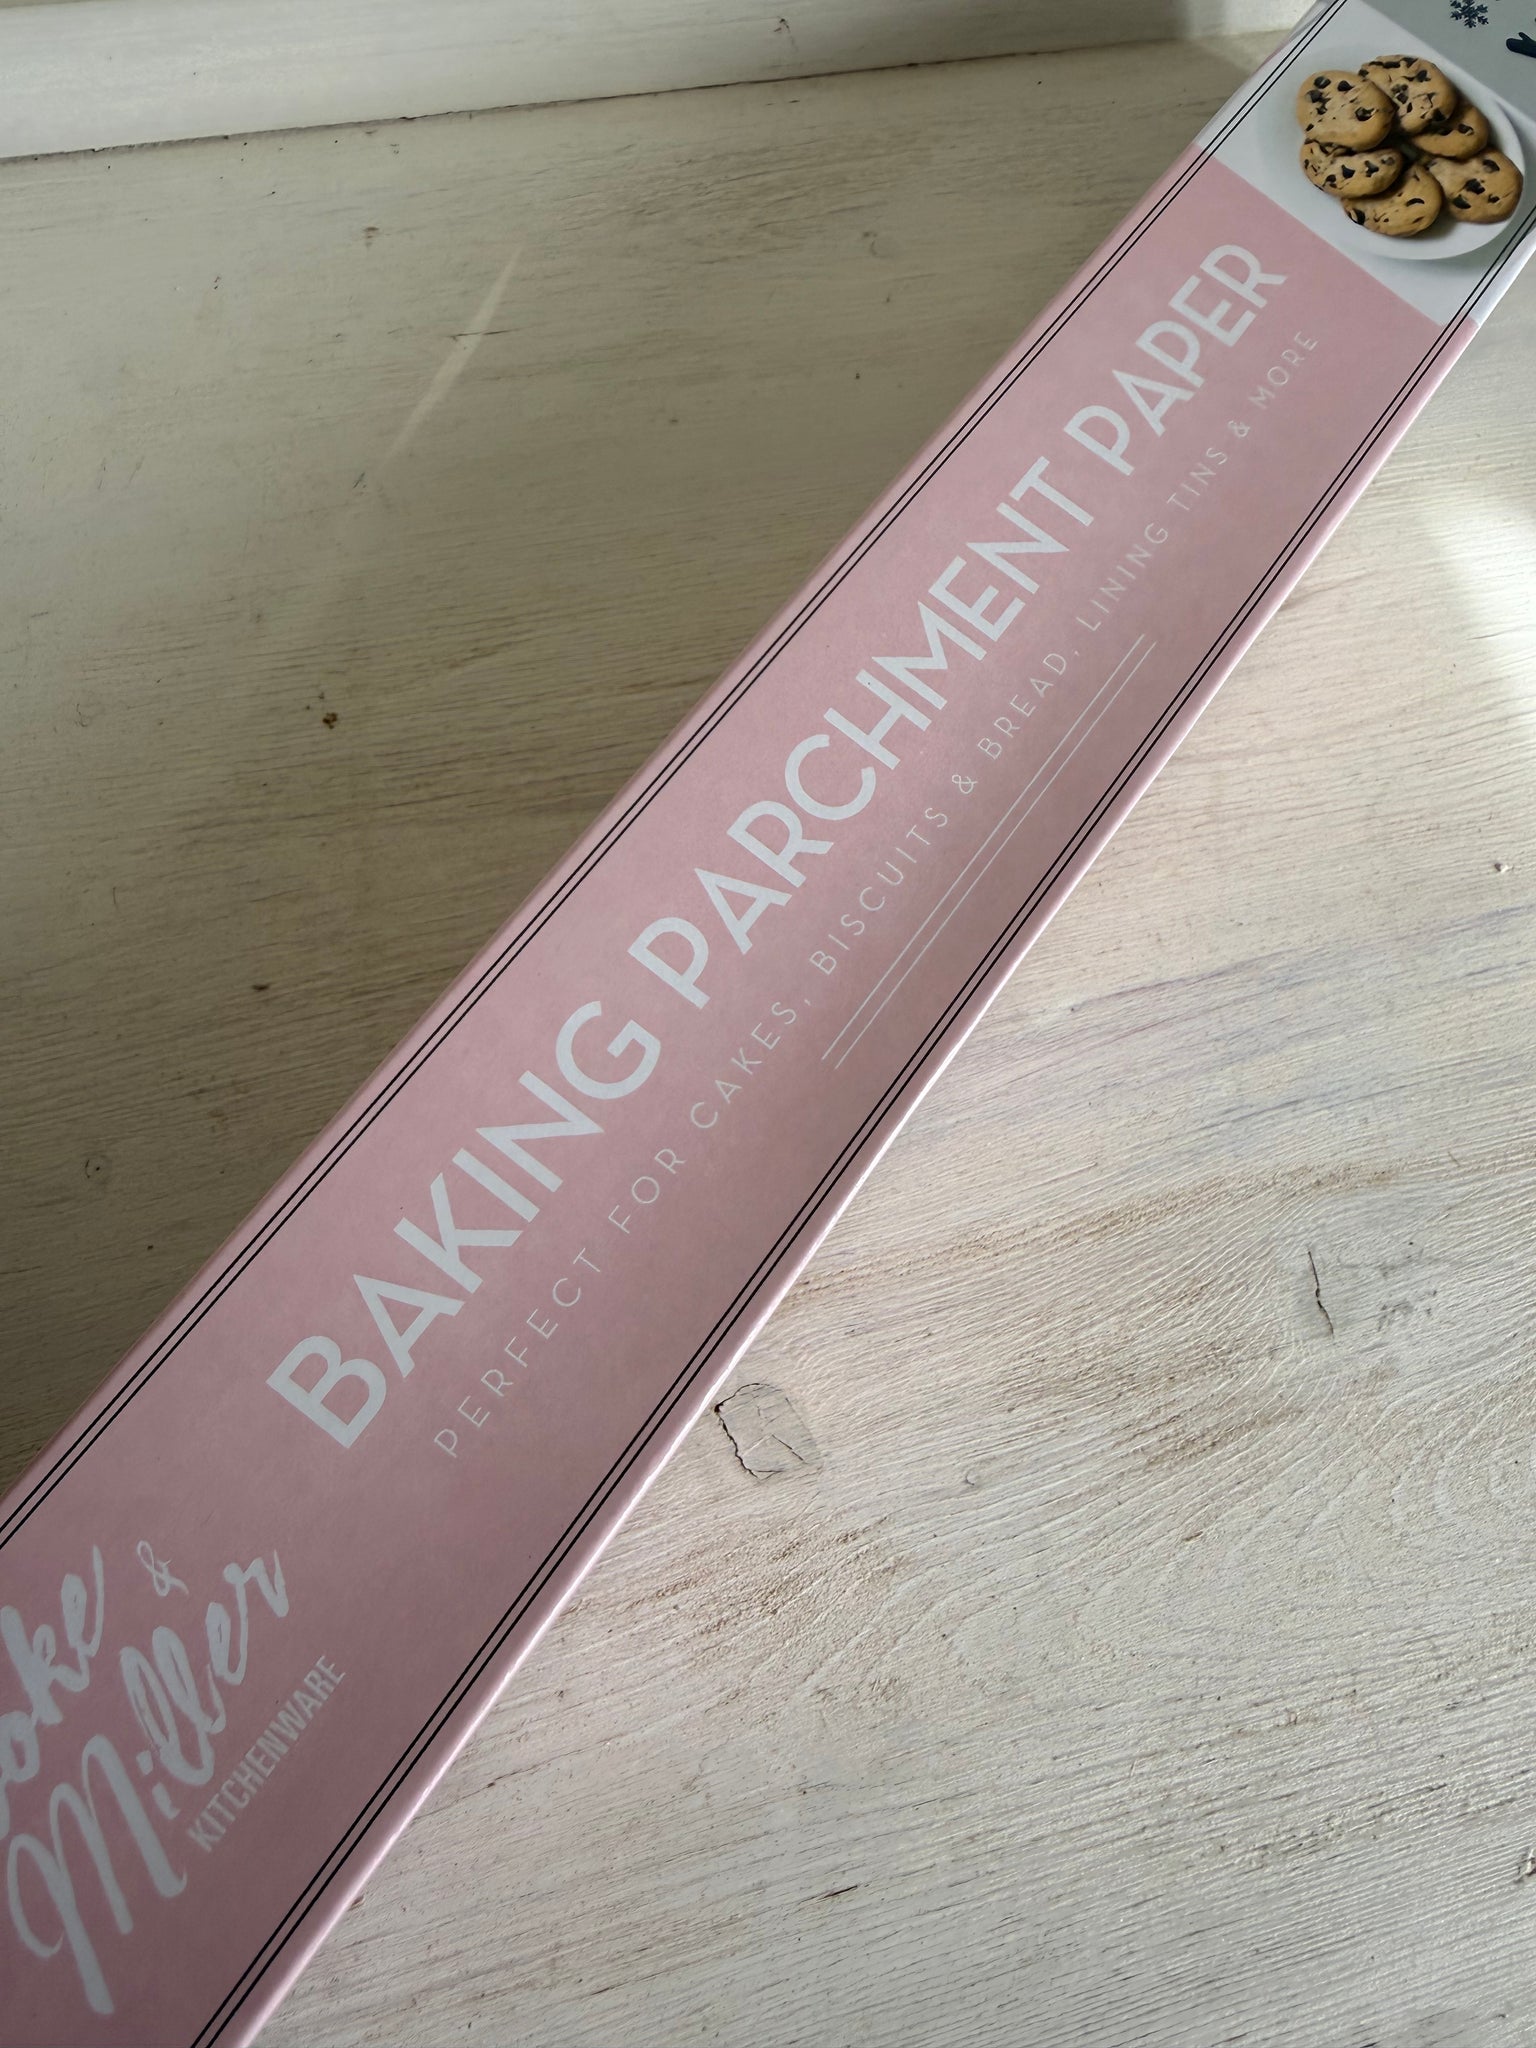 BAKING PARCHMENT PAPER
PERFECT FOR CAKES, BISCUITS & BREAD, LINING TINS & MORE
&
Miller
KITCHENWARE